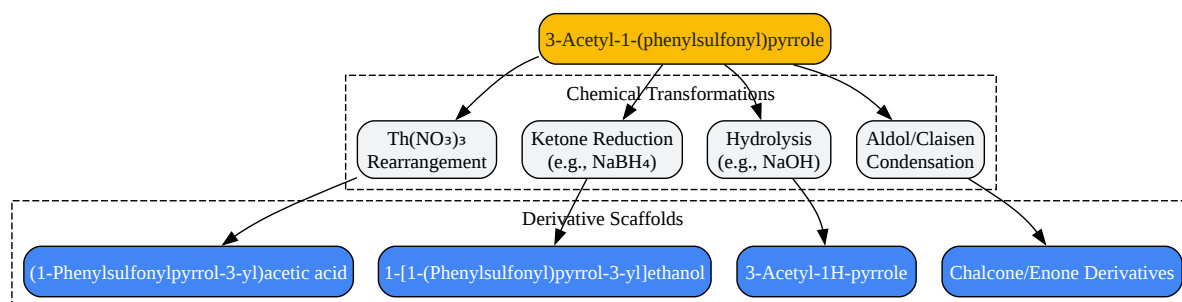 3-Acetyl-1-(phenylsulfonyl)pyrrole
Chemical Transformations
Th(NO₃)₃
Rearrangement
Ketone Reduction
(e.g., NaBH₄)
Hydrolysis
(e.g., NaOH)
Aldol/Claisen
Condensation
Derivative Scaffolds
(1-Phenylsulfonylpyrrol-3-yl)acetic acid
1-[1-(Phenylsulfonyl)pyrrol-3-yl]ethanol
3-Acetyl-1H-pyrrole
Chalcone/Enone Derivatives